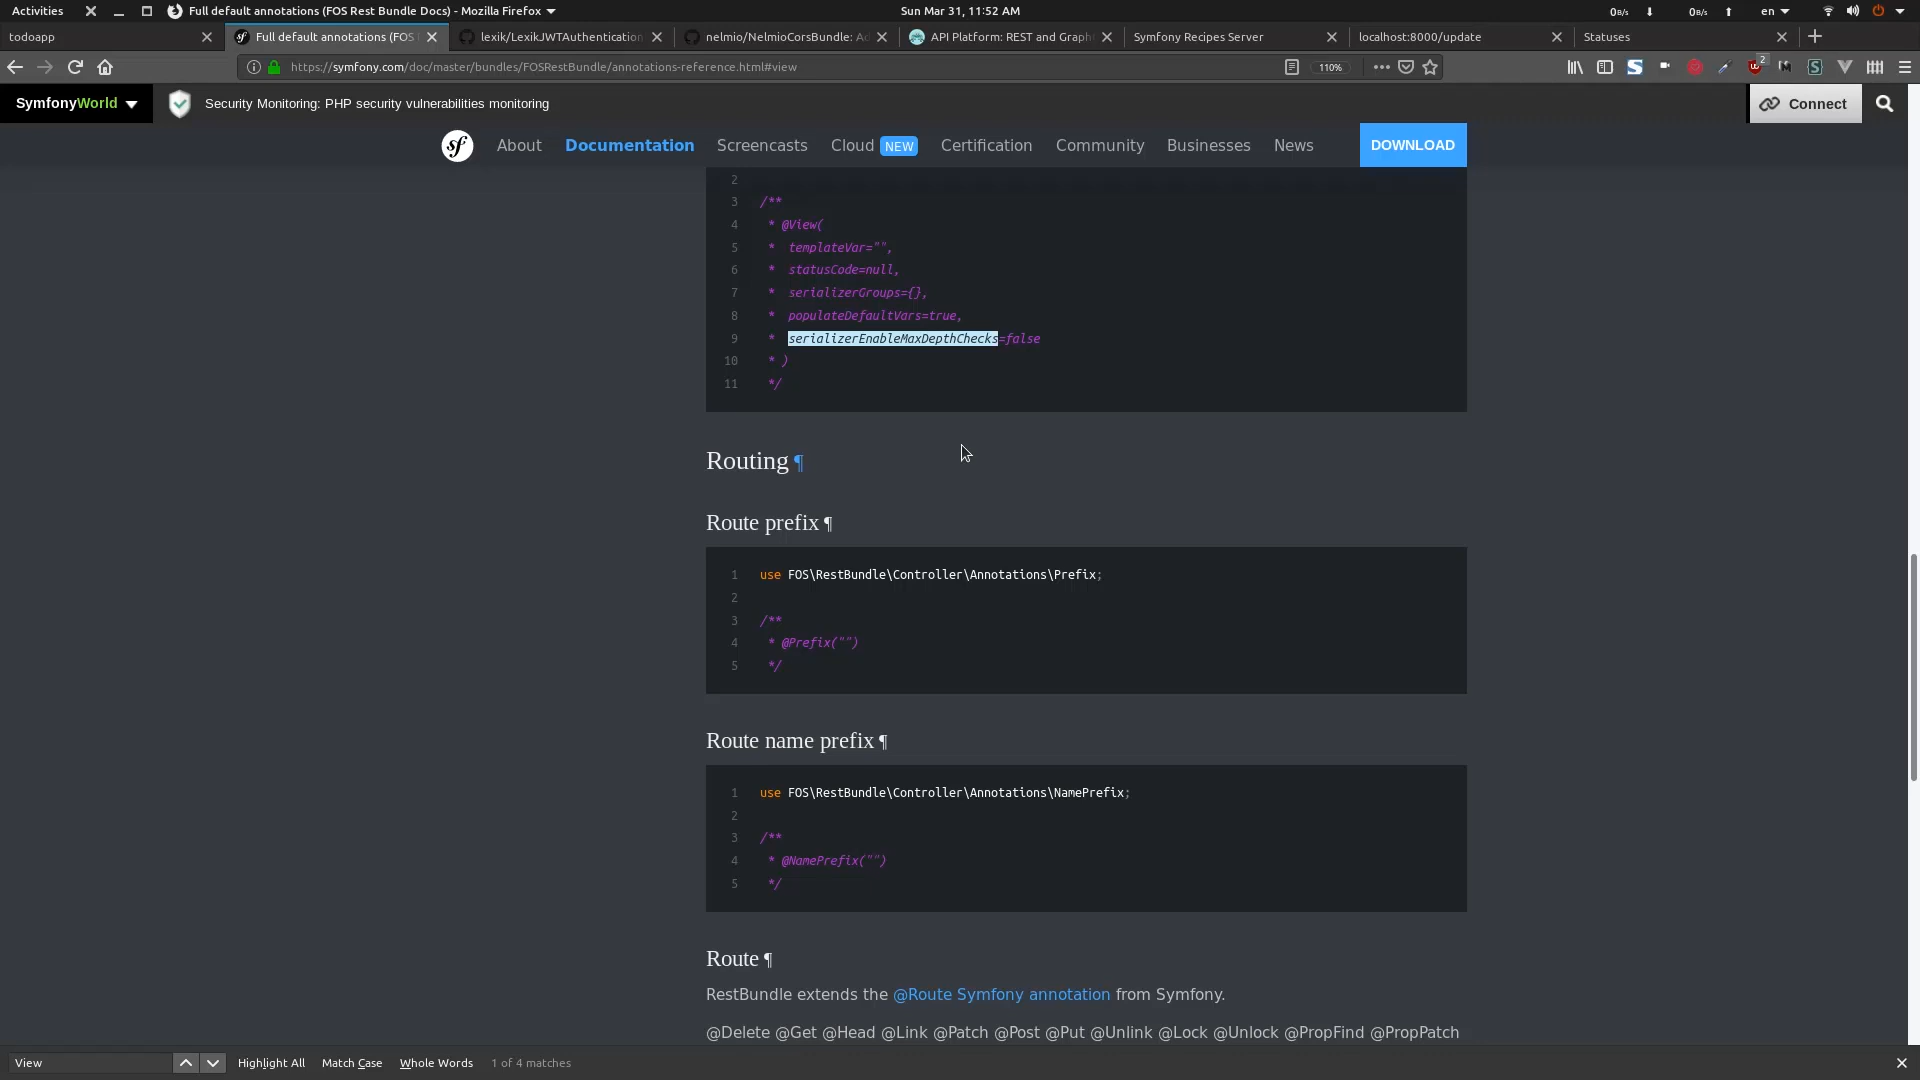 Activities
Full default annotations (FOS Rest Bundle Docs) - Mozilla Firefox
Sun Mar 31, 11:52 AM
0B/s 0B/s en
todoapp
Full default annotations (FOS
lexik/LexikJWTAuthentication
nelmio/NelmioCorsBundle: Ad
API Platform: REST and Graph
Symfony Recipes Server
localhost:8000/update
Statuses
https://symfony.com/doc/master/bundles/FOSRestBundle/annotations-reference.html#view
110%
2
SymfonyWorld
Security Monitoring: PHP security vulnerabilities monitoring
Connect
sf About Documentation Screencasts Cloud NEW Certification Community Businesses News DOWNLOAD
2
3 /**
4 * @View(
5 * templateVar="",
6 * statusCode=null,
7 * serializerGroups={},
8 * populateDefaultVars=true,
9 * serializerEnableMaxDepthChecks=false
10 * )
11 */
Routing ¶
Route prefix ¶
1 use FOS\RestBundle\Controller\Annotations\Prefix;
2
3 /**
4 * @Prefix("")
5 */
Route name prefix ¶
1 use FOS\RestBundle\Controller\Annotations\NamePrefix;
2
3 /**
4 * @NamePrefix("")
5 */
Route ¶
RestBundle extends the @Route Symfony annotation from Symfony.
@Delete @Get @Head @Link @Patch @Post @Put @Unlink @Lock @Unlock @PropFind @PropPatch
View
Highlight All Match Case Whole Words 1 of 4 matches